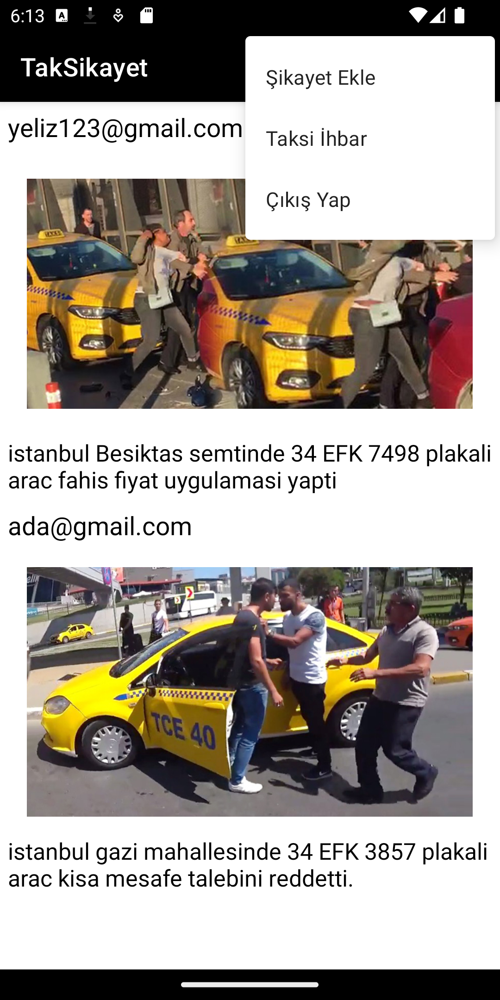 6:13
TakSikayet
Şikayet Ekle
Taksi İhbar
Çıkış Yap
yeliz123@gmail.com
TAKSİ
istanbul Besiktas semtinde 34 EFK 7498 plakali
arac fahis fiyat uygulamasi yapti
ada@gmail.com
TCE 40
istanbul gazi mahallesinde 34 EFK 3857 plakali
arac kisa mesafe talebini reddetti.